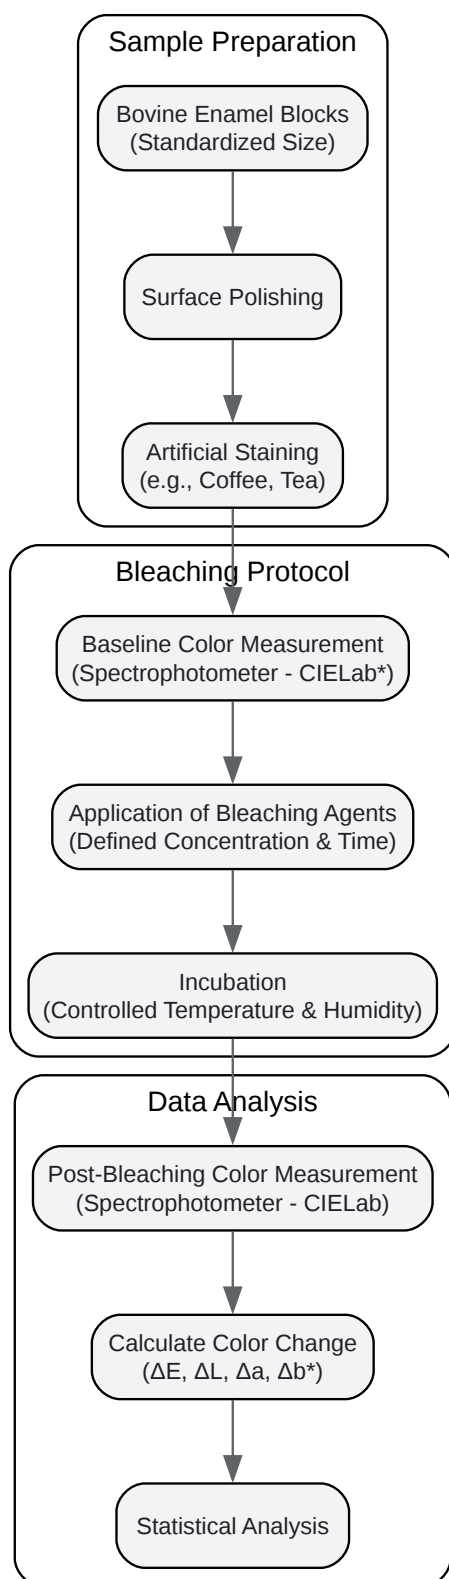 Sample Preparation
Bovine Enamel Blocks
(Standardized Size)
Surface Polishing
Artificial Staining
(e.g., Coffee, Tea)
Bleaching Protocol
Baseline Color Measurement
(Spectrophotometer - CIELab*)
Application of Bleaching Agents
(Defined Concentration & Time)
Incubation
(Controlled Temperature & Humidity)
Data Analysis
Post-Bleaching Color Measurement
(Spectrophotometer - CIELab)
Calculate Color Change
(ΔE, ΔL, Δa, Δb*)
Statistical Analysis